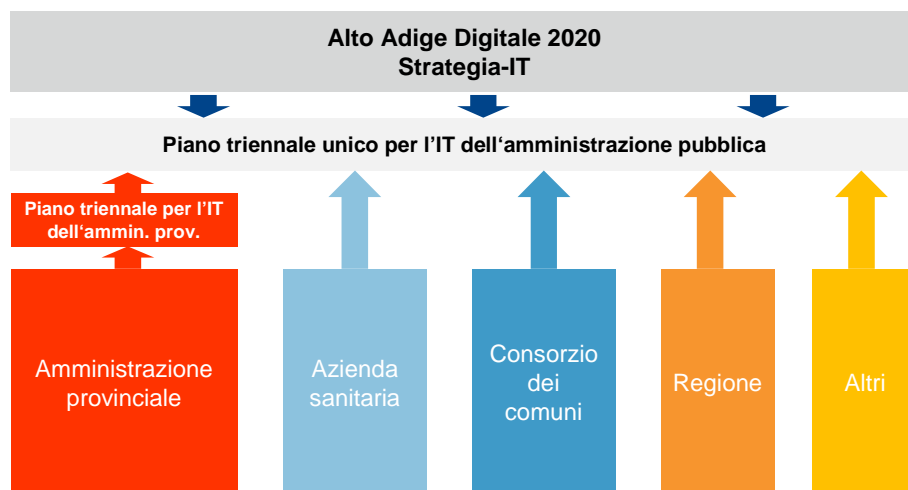 Alto Adige Digitale 2020
Strategia-IT
Piano triennale unico per l’IT dell‘amministrazione pubblica
Piano triennale per l’IT
dell‘ammin. prov.
Amministrazione
provinciale
Azienda
sanitaria
Consorzio
dei
comuni
Regione
Altri